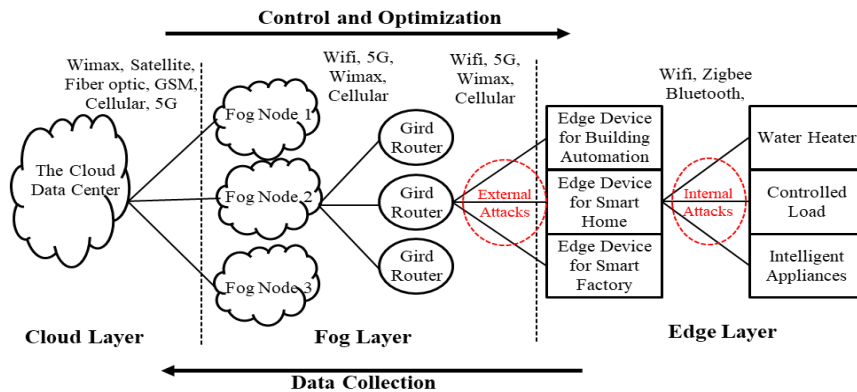 Control and Optimization
Wimax, Satellite,
Fiber optic, GSM,
Cellular, 5G
Wifi, 5G,
Wimax,
Cellular
Wifi, 5G,
Wimax,
Cellular
Wifi, Zigbee
Bluetooth,
The Cloud
Data Center
Fog Node 1
Fog Node 2
Fog Node 3
Gird
Router
Gird
Router
Gird
Router
External
Attacks
Edge Device
for Building
Automation
Edge Device
for Smart
Home
Edge Device
for Smart
Factory
Internal
Attacks
Water Heater
Controlled
Load
Intelligent
Appliances
Cloud Layer
Fog Layer
Edge Layer
Data Collection